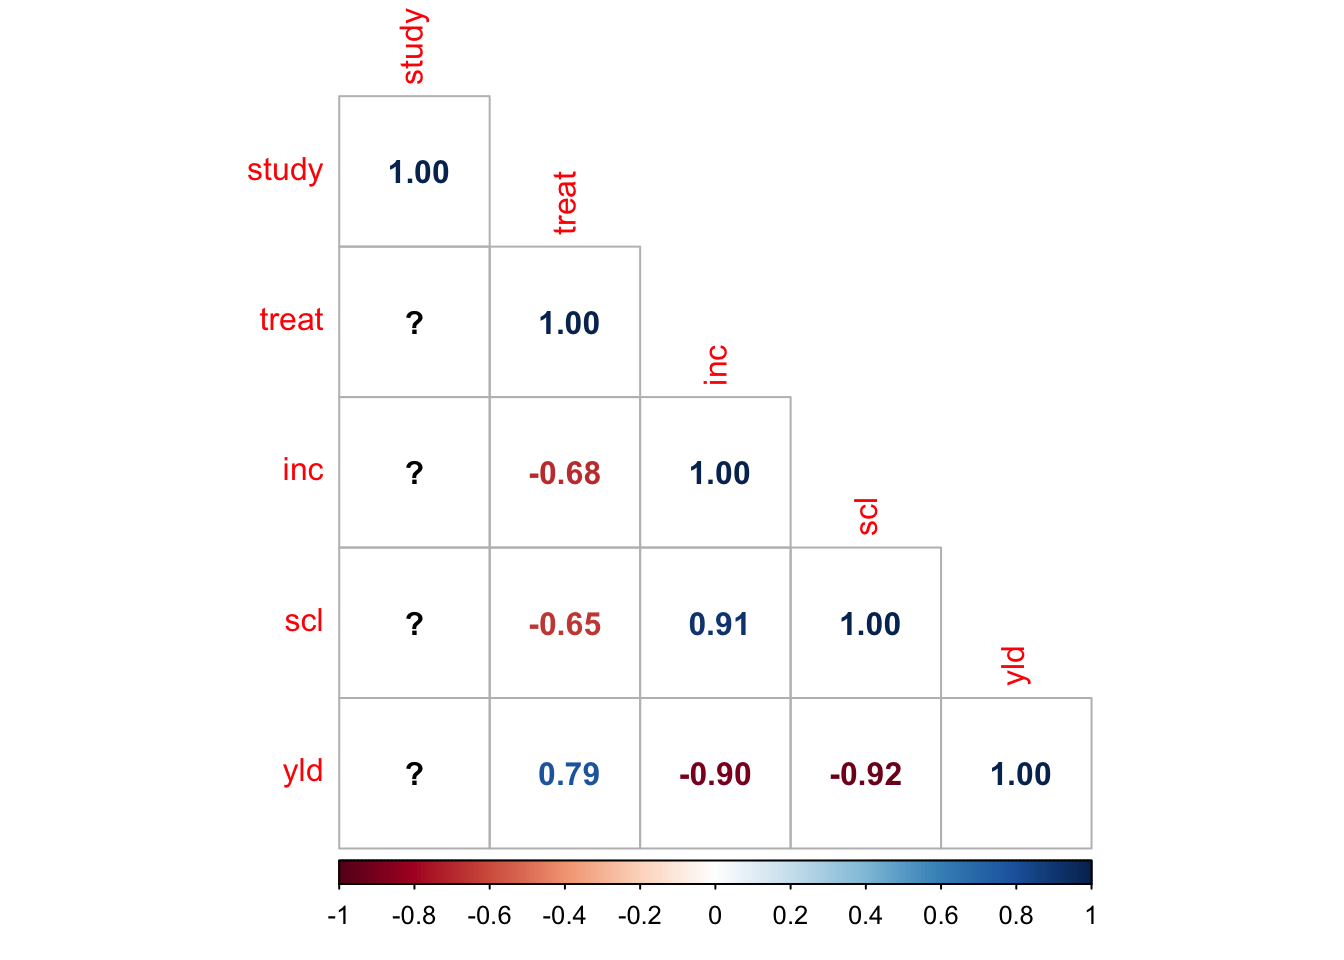 study
study 1.00
treat
treat ? 1.00
inc
inc ? -0.68 1.00
scl
scl ? -0.65 0.91 1.00
yld
yld ? 0.79 -0.90 -0.92 1.00
-1 -0.8 -0.6 -0.4 -0.2 0 0.2 0.4 0.6 0.8 1